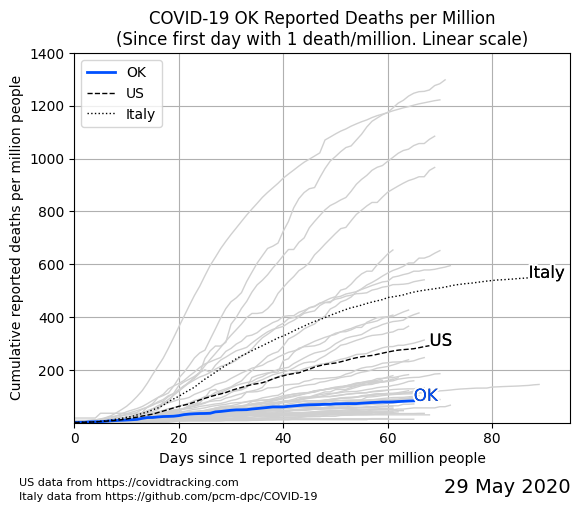 COVID-19 OK Reported Deaths per Million
(Since first day with 1 death/million. Linear scale)
Cumulative reported deaths per million people
1400
1200
1000
800
600
400
200
OK
US
Italy
Italy
US
OK
0
20
40
60
80
Days since 1 reported death per million people
US data from https://covidtracking.com
Italy data from https://github.com/pcm-dpc/COVID-19
29 May 2020